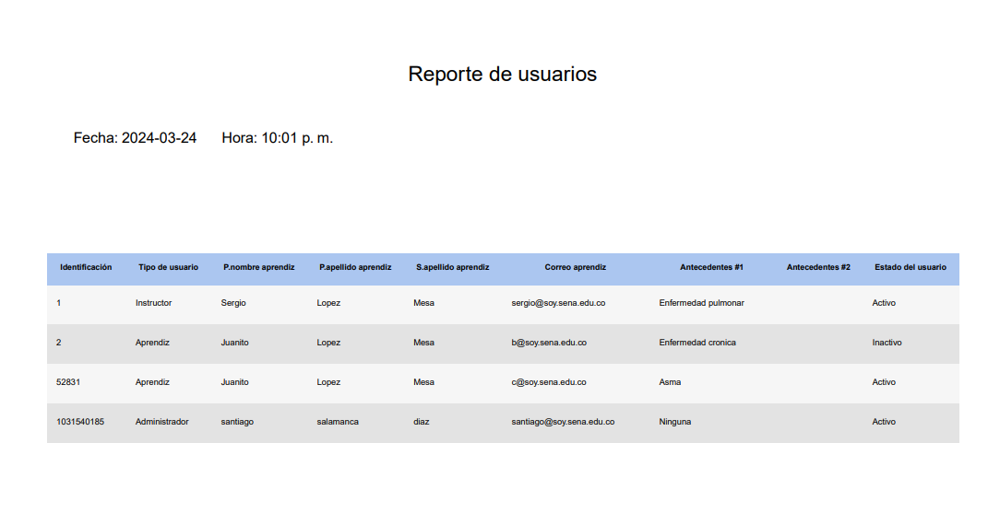 Reporte de usuarios
Fecha: 2024-03-24 Hora: 10:01 p. m.
Identificación Tipo de usuario P.nombre aprendiz P.apellido aprendiz S.apellido aprendiz Correo aprendiz Antecedentes #1 Antecedentes #2 Estado del usuario
1 Instructor Sergio Lopez Mesa sergio@soy.sena.edu.co Enfermedad pulmonar Activo
2 Aprendiz Juanito Lopez Mesa b@soy.sena.edu.co Enfermedad cronica Inactivo
52831 Aprendiz Juanito Lopez Mesa c@soy.sena.edu.co Asma Activo
1031540185 Administrador santiago salamanca diaz santiago@soy.sena.edu.co Ninguna Activo